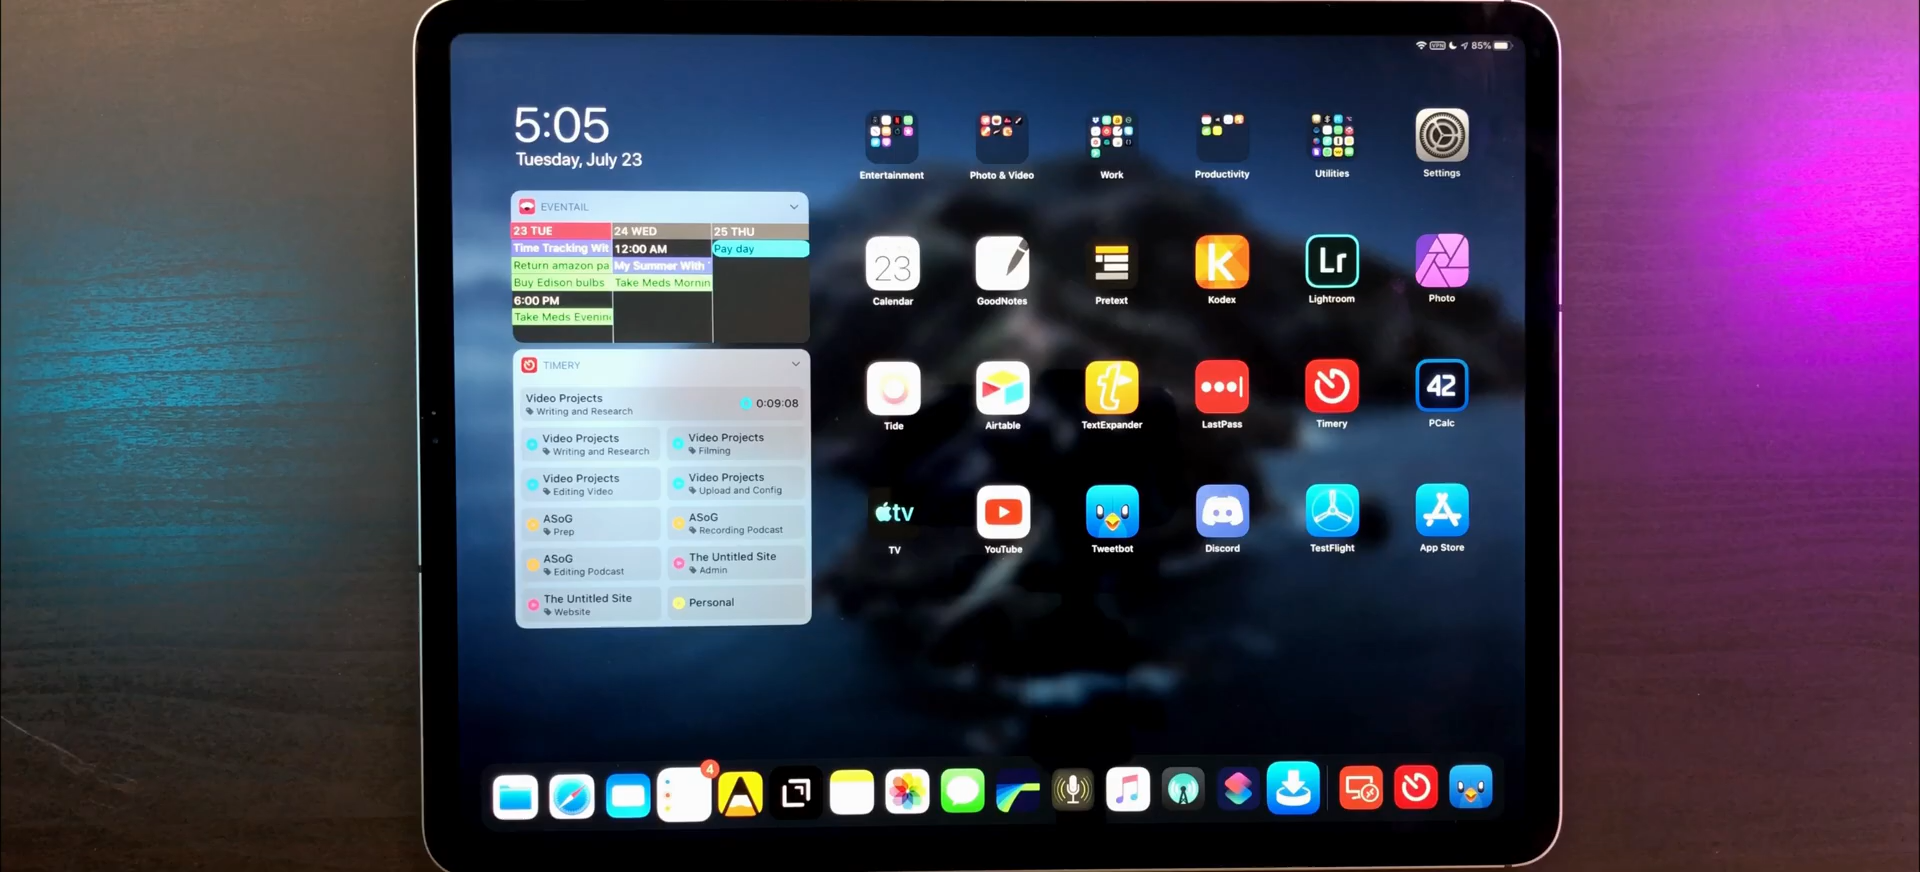 VPN 85%
5:05
Tuesday, July 23
EVENTAIL
23 TUE
24 WED
25 THU
Time Tracking Wit
12:00 AM
Pay day
Return amazon pa
My Summer With
Buy Edison bulbs
Take Meds Mornin
6:00 PM
Take Meds Evenin
TIMERY
Video Projects
Writing and Research
0:09:08
Video Projects
Writing and Research
Video Projects
Filming
Video Projects
Editing Video
Video Projects
Upload and Config
ASoG
Prep
ASoG
Recording Podcast
ASoG
Editing Podcast
The Untitled Site
Admin
The Untitled Site
Website
Personal
Entertainment
Photo & Video
Work
Productivity
Utilities
Settings
23
Calendar
GoodNotes
Pretext
K
Kodex
Lr
Lightroom
Photo
Tide
Airtable
t
TextExpander
LastPass
Timery
42
PCalc
tv
TV
YouTube
Tweetbot
Discord
TestFlight
App Store
4